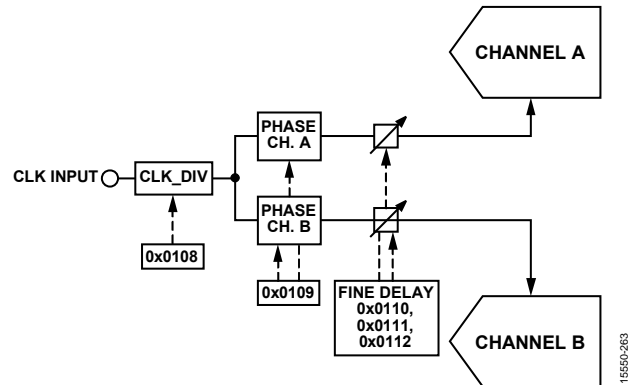 CHANNEL A
PHASE
CH. A
CLK INPUT
CLK_DIV
PHASE
CH. B
0x0108
0x0109
FINE DELAY
0x0110,
0x0111,
0x0112
CHANNEL B
15550-263